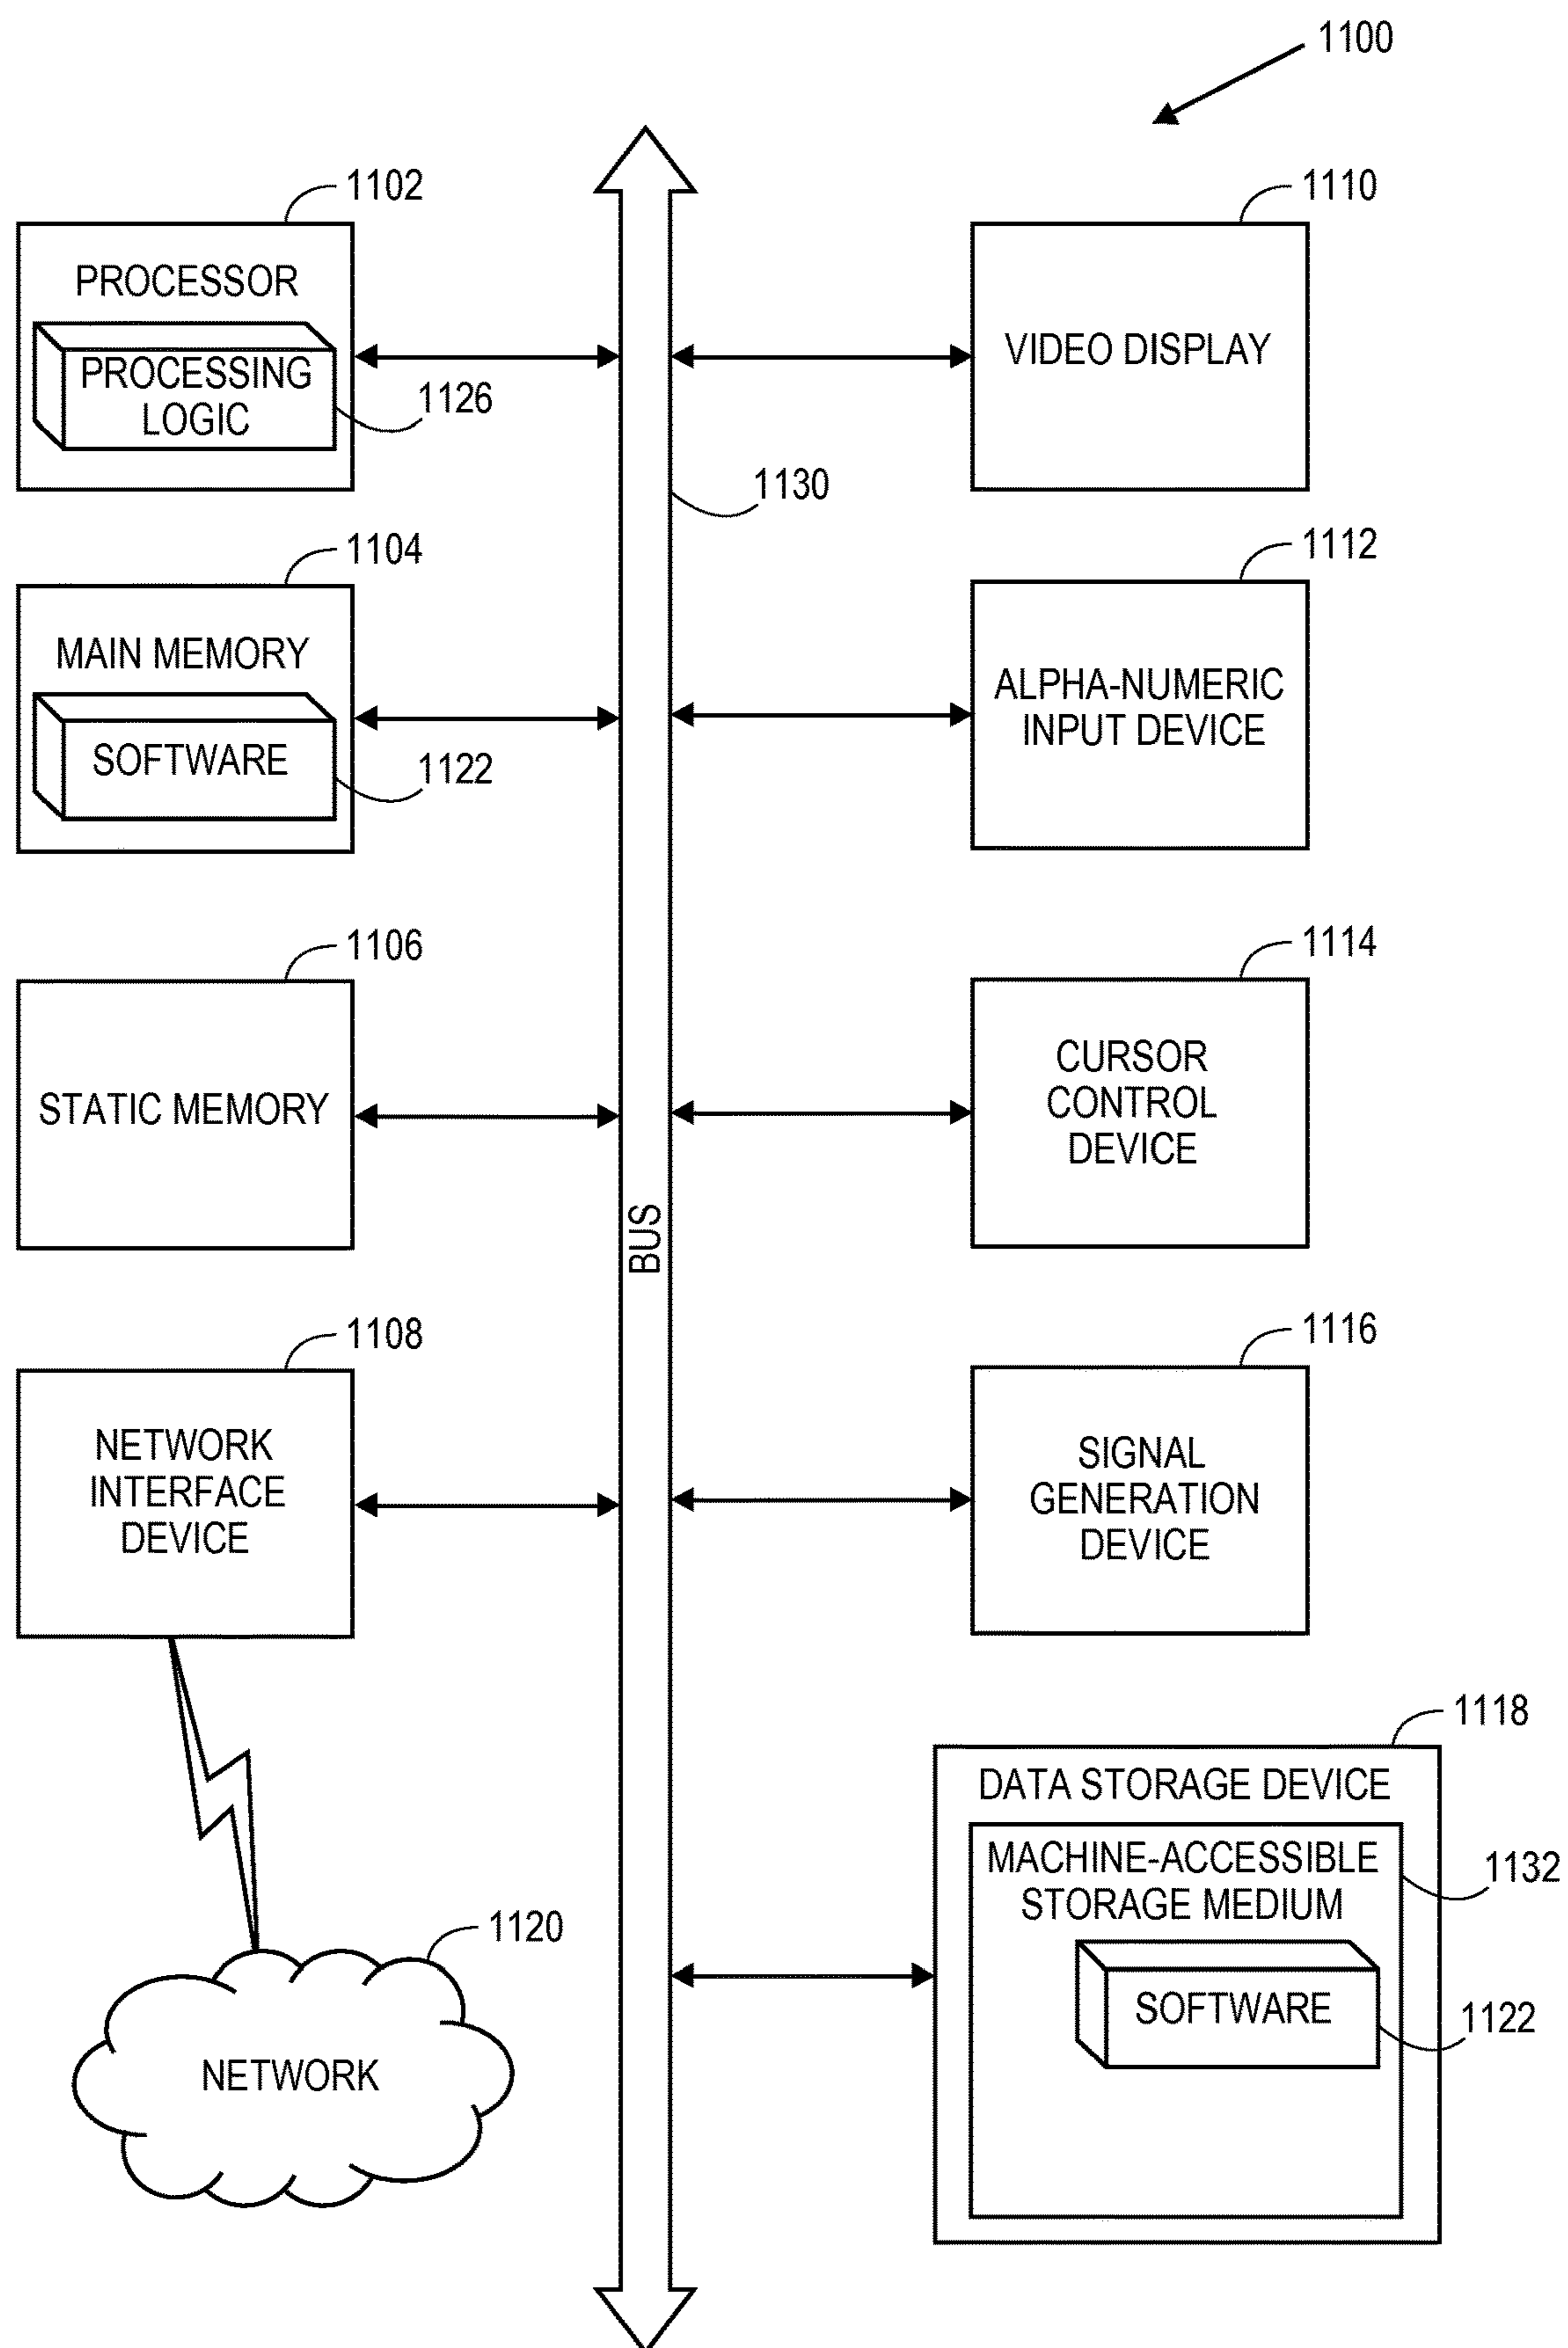 1100
1102
PROCESSOR
PROCESSING
LOGIC
1126
1110
VIDEO DISPLAY
1130
1104
MAIN MEMORY
SOFTWARE
1122
1112
ALPHA-NUMERIC
INPUT DEVICE
1106
STATIC MEMORY
1114
CURSOR
CONTROL
DEVICE
BUS
1108
NETWORK
INTERFACE
DEVICE
1116
SIGNAL
GENERATION
DEVICE
1118
DATA STORAGE DEVICE
MACHINE-ACCESSIBLE
STORAGE MEDIUM
1132
SOFTWARE
1122
1120
NETWORK